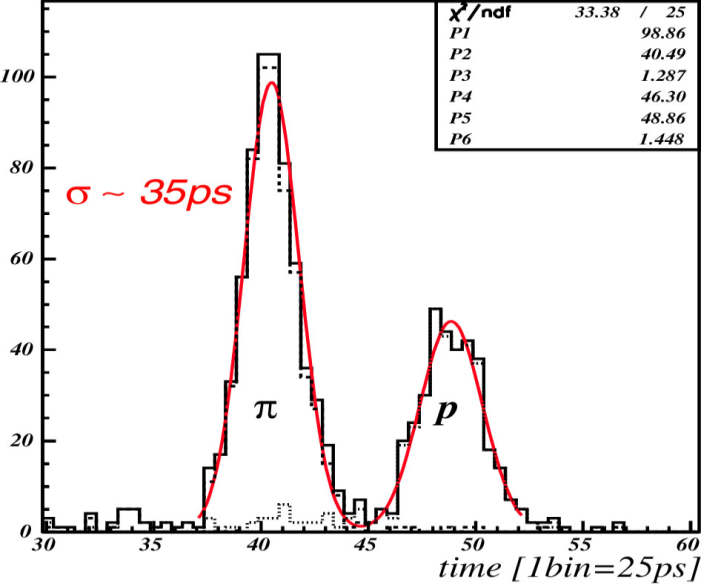 χ²/ndf 33.38 / 25
P1 98.86
P2 40.49
P3 1.287
P4 46.30
P5 48.86
P6 1.448
100
80
σ ~ 35ps
60
40
π p
20
0
30 35 40 45 50 55 60
time [1bin=25ps]